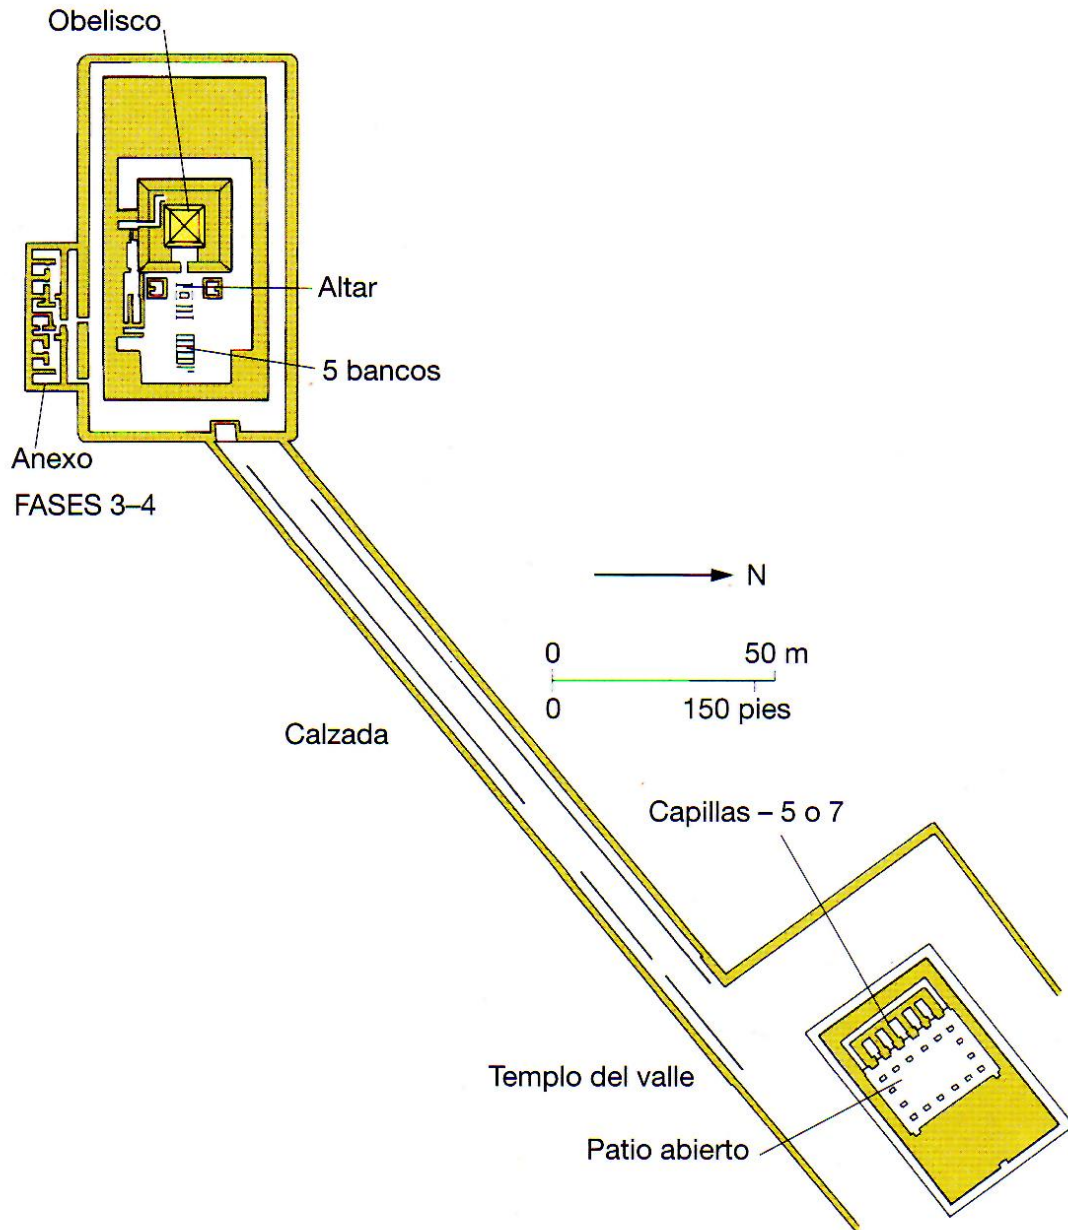 Obelisco
Altar
5 bancos
Anexo
FASES 3–4
N
0 50 m
0 150 pies
Calzada
Capillas – 5 o 7
Templo del valle
Patio abierto